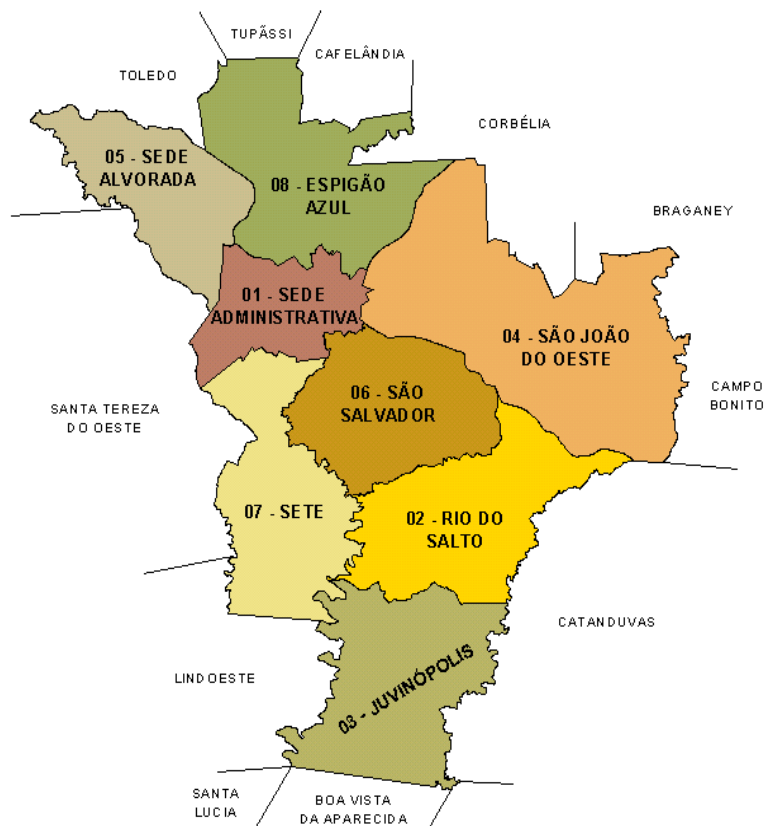 TUPÃSSI
CAFELÂNDIA
TOLEDO
CORBÉLIA
05 - SEDE
ALVORADA
08 - ESPIGÃO
AZUL
BRAGANEY
01 - SEDE
ADMINISTRATIVA
04 - SÃO JOÃO
DO OESTE
06 - SÃO
SALVADOR
CAMPO
BONITO
SANTA TEREZA
DO OESTE
07 - SETE
02 - RIO DO
SALTO
CATANDUVAS
03 - JUVINÓPOLIS
LINDOESTE
SANTA
LUCIA
BOA VISTA
DA APARECIDA